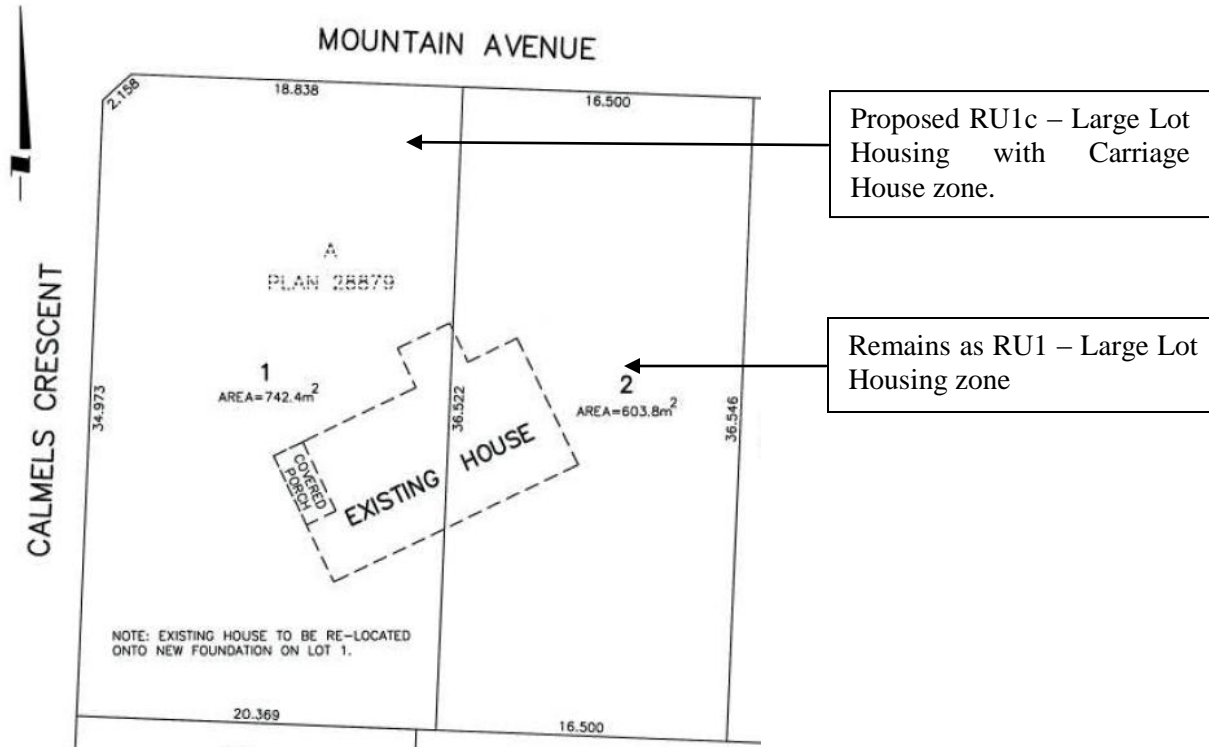 MOUNTAIN AVENUE
2.158
18.838
16.500
Proposed RU1c – Large Lot
Housing with Carriage
House zone.
A
PLAN 28879
CALMELS CRESCENT
34.973
1
AREA=742.4m2
36.522
2
AREA=603.8m2
36.546
Remains as RU1 – Large Lot
Housing zone
COVERED
PORCH
EXISTING HOUSE
NOTE: EXISTING HOUSE TO BE RE-LOCATED
ONTO NEW FOUNDATION ON LOT 1.
20.369
16.500